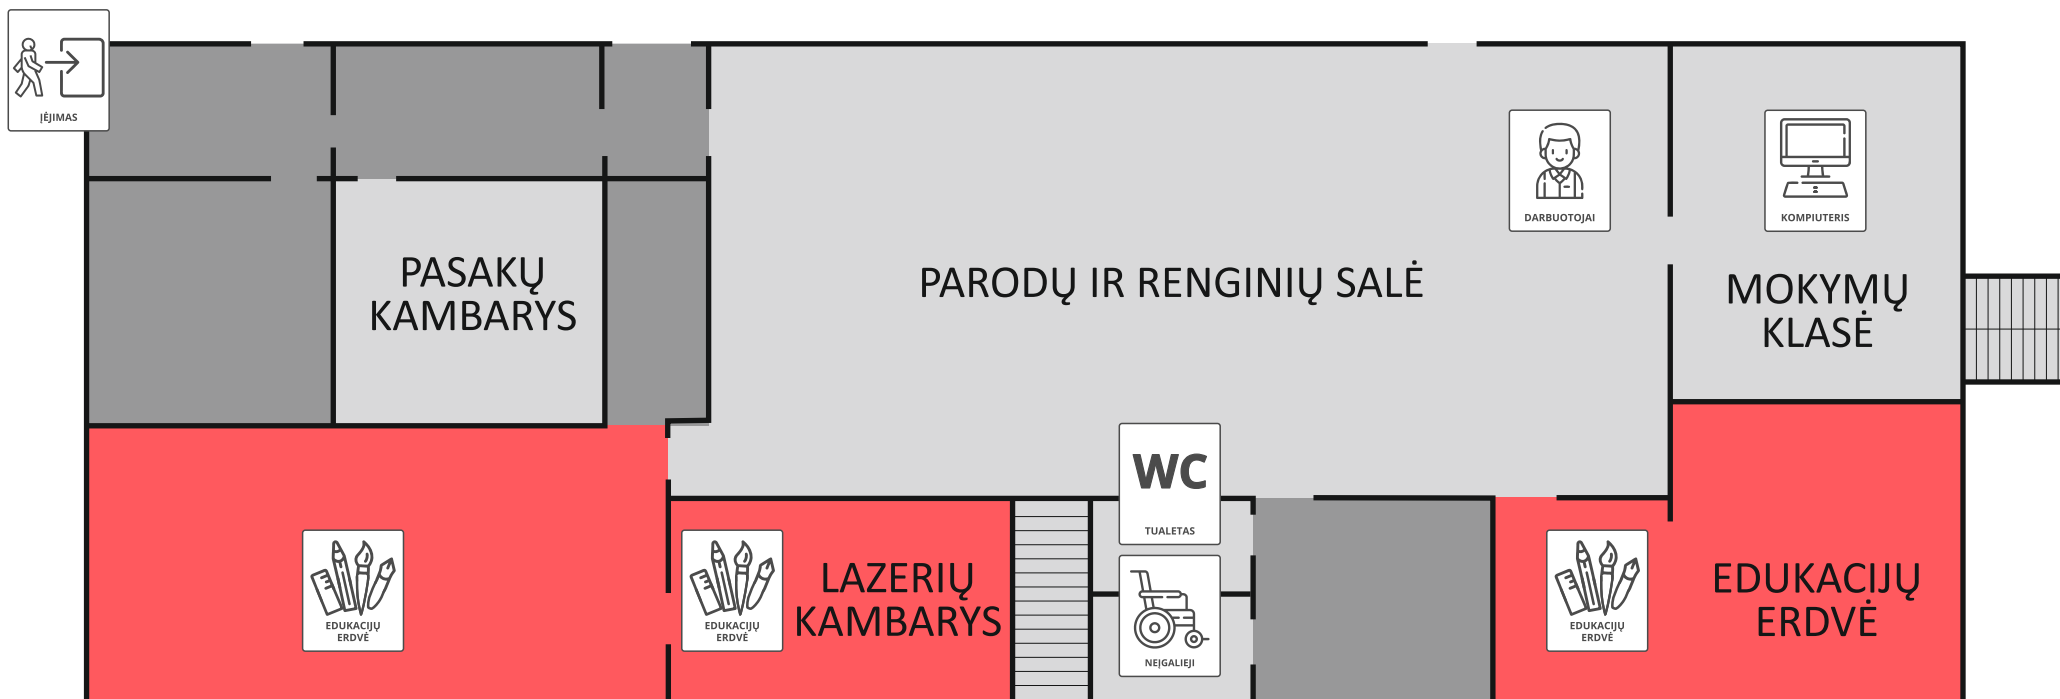 ĮĖJIMAS
DARBUOTOJAI
KOMPIUTERIS
PASAKŲ
KAMBARYS
PARODŲ IR RENGINIŲ SALĖ
MOKYMŲ
KLASĖ
WC
TUALETAS
EDUKACIJŲ
ERDVĖ
EDUKACIJŲ
ERDVĖ
LAZERIŲ
KAMBARYS
NEĮGALIEJI
EDUKACIJŲ
ERDVĖ
EDUKACIJŲ
ERDVĖ